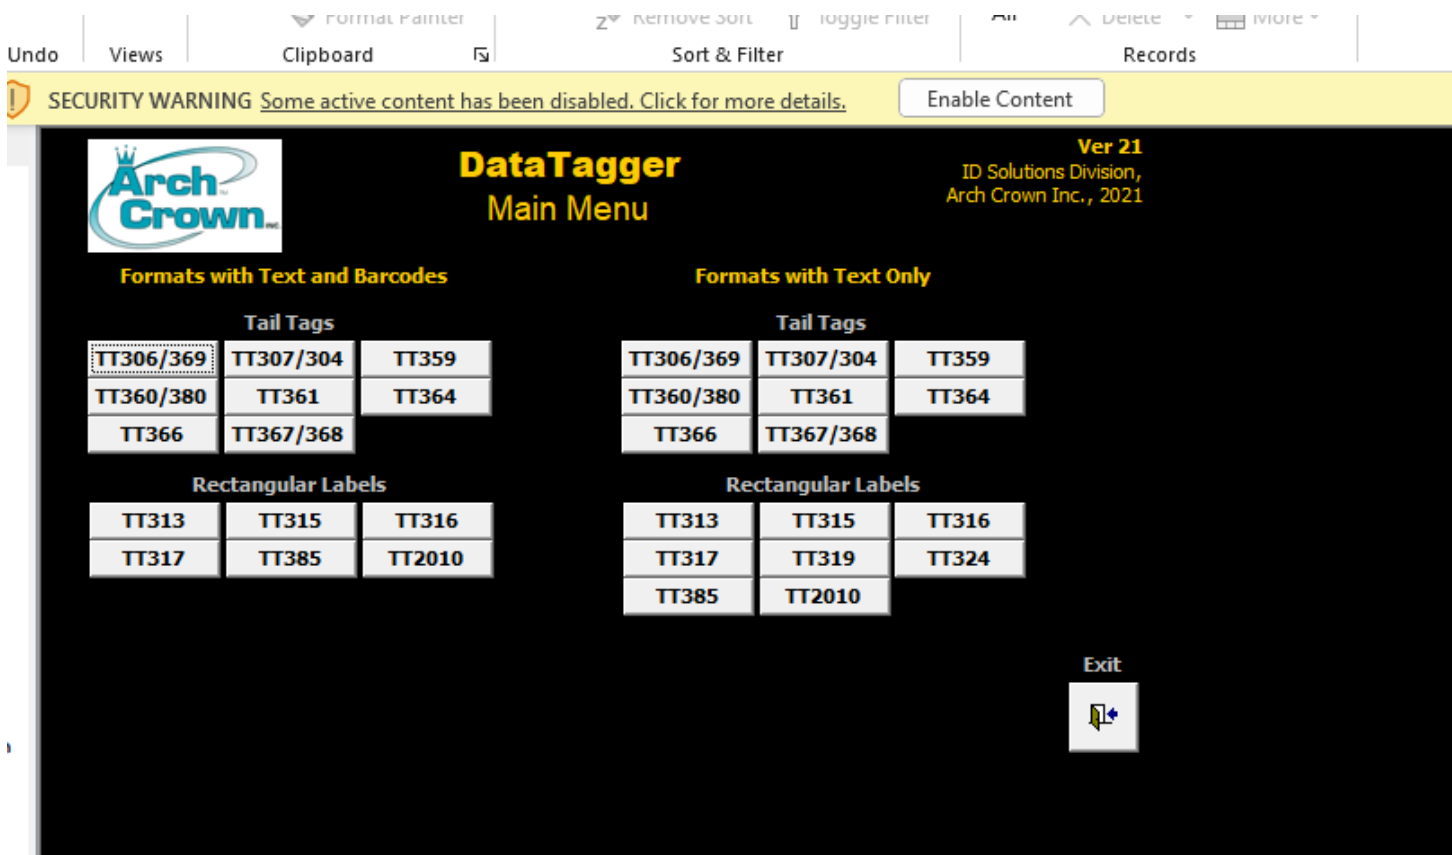 Format Painter
Remove Sort
Toggle Filter
All
Delete
More
Undo
Views
Clipboard
Sort & Filter
Records
SECURITY WARNING Some active content has been disabled. Click for more details.
Enable Content
Arch
Crown INC.
DataTagger
Main Menu
Ver 21
ID Solutions Division,
Arch Crown Inc., 2021
Formats with Text and Barcodes
Tail Tags
TT306/369 TT307/304 TT359
TT360/380 TT361 TT364
TT366 TT367/368
Rectangular Labels
TT313 TT315 TT316
TT317 TT385 TT2010
Formats with Text Only
Tail Tags
TT306/369 TT307/304 TT359
TT360/380 TT361 TT364
TT366 TT367/368
Rectangular Labels
TT313 TT315 TT316
TT317 TT319 TT324
TT385 TT2010
Exit